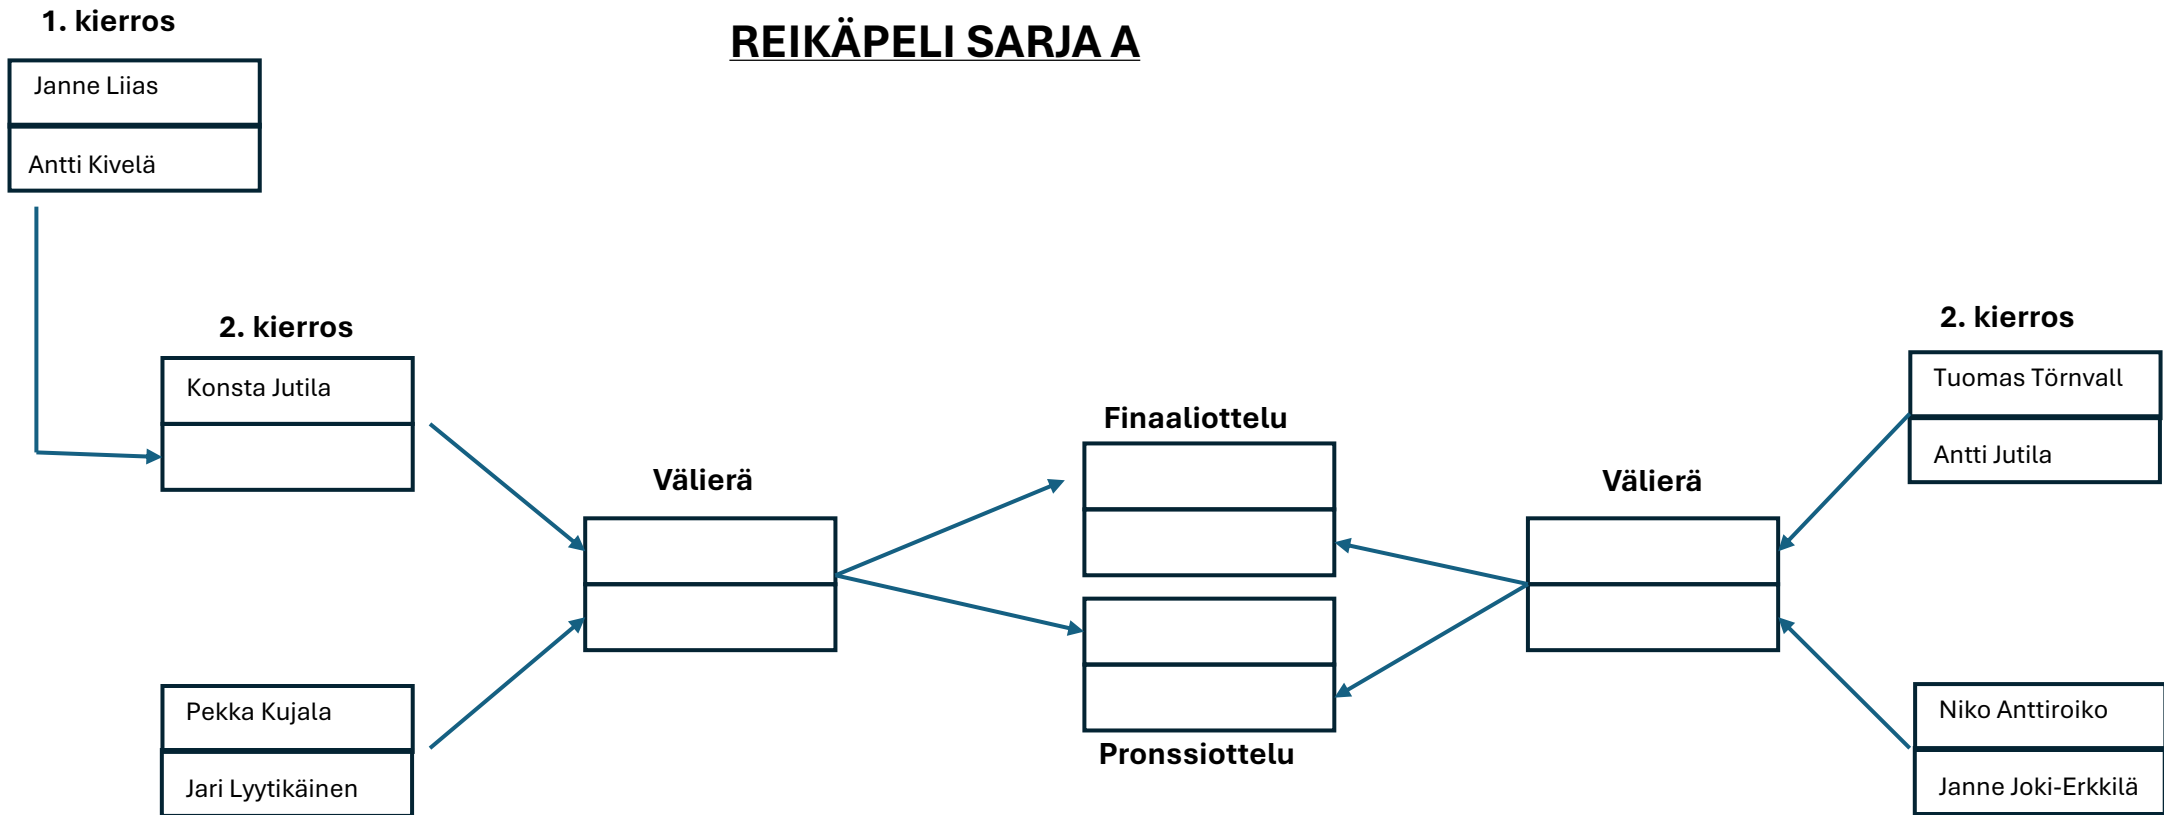 1. kierros
REIKÄPELI SARJA A
Janne Liias
Antti Kivelä
2. kierros
Konsta Jutila
Pekka Kujala
Jari Lyytikäinen
Välierä
Finaaliottelu
Pronssiottelu
Välierä
2. kierros
Tuomas Törnvall
Antti Jutila
Niko Anttiroiko
Janne Joki-Erkkilä